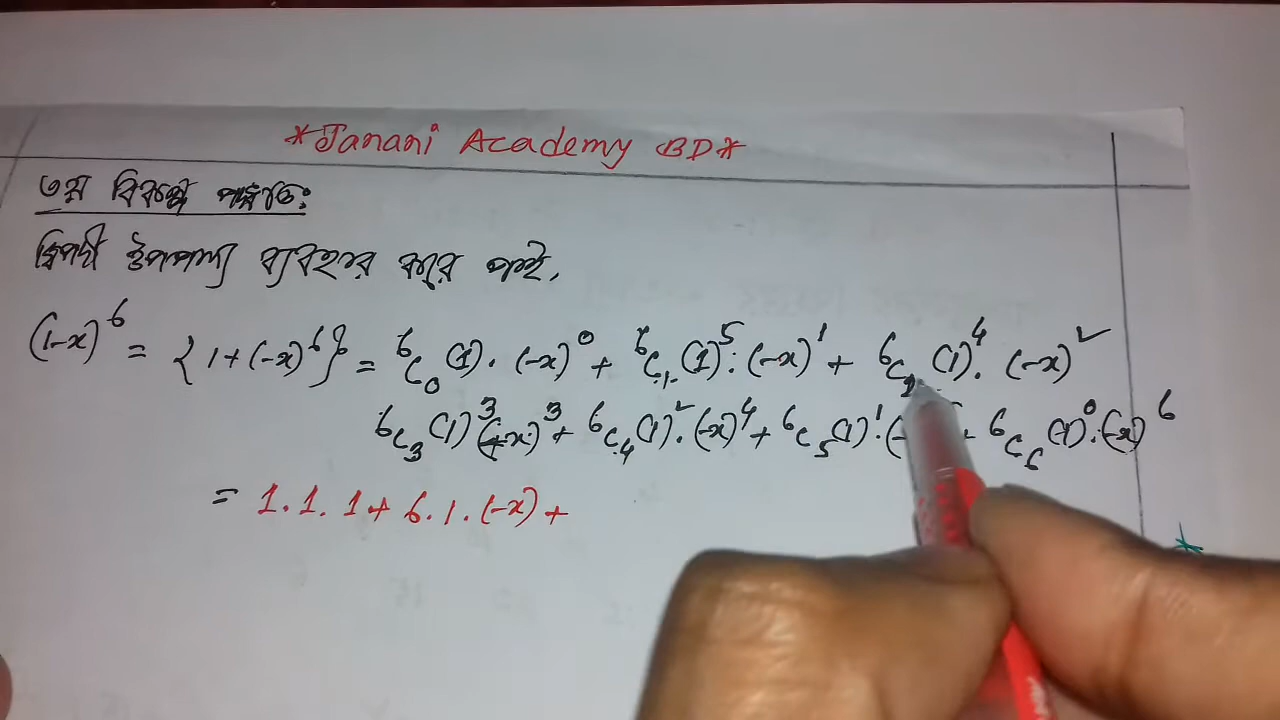 *Janani Academy BD*
৩য় বিকল্প পদ্ধতি:
দ্বিপদী উপপাদ্য ব্যবহার করে পাই,
(1-x)⁶ = {1+(-x)⁶} = ⁶C₀(1).(-x)⁰ + ⁶C₁.(1)⁵.(-x)¹ + ⁶C₂(1)⁴.(-x)²
⁶C₃(1)³(-x)³ + ⁶C₄(1)².(-x)⁴ + ⁶C₅(1)¹.(- + ⁶C₆(1)⁰.(-x)⁶
= 1.1.1+6.1.(-x)+